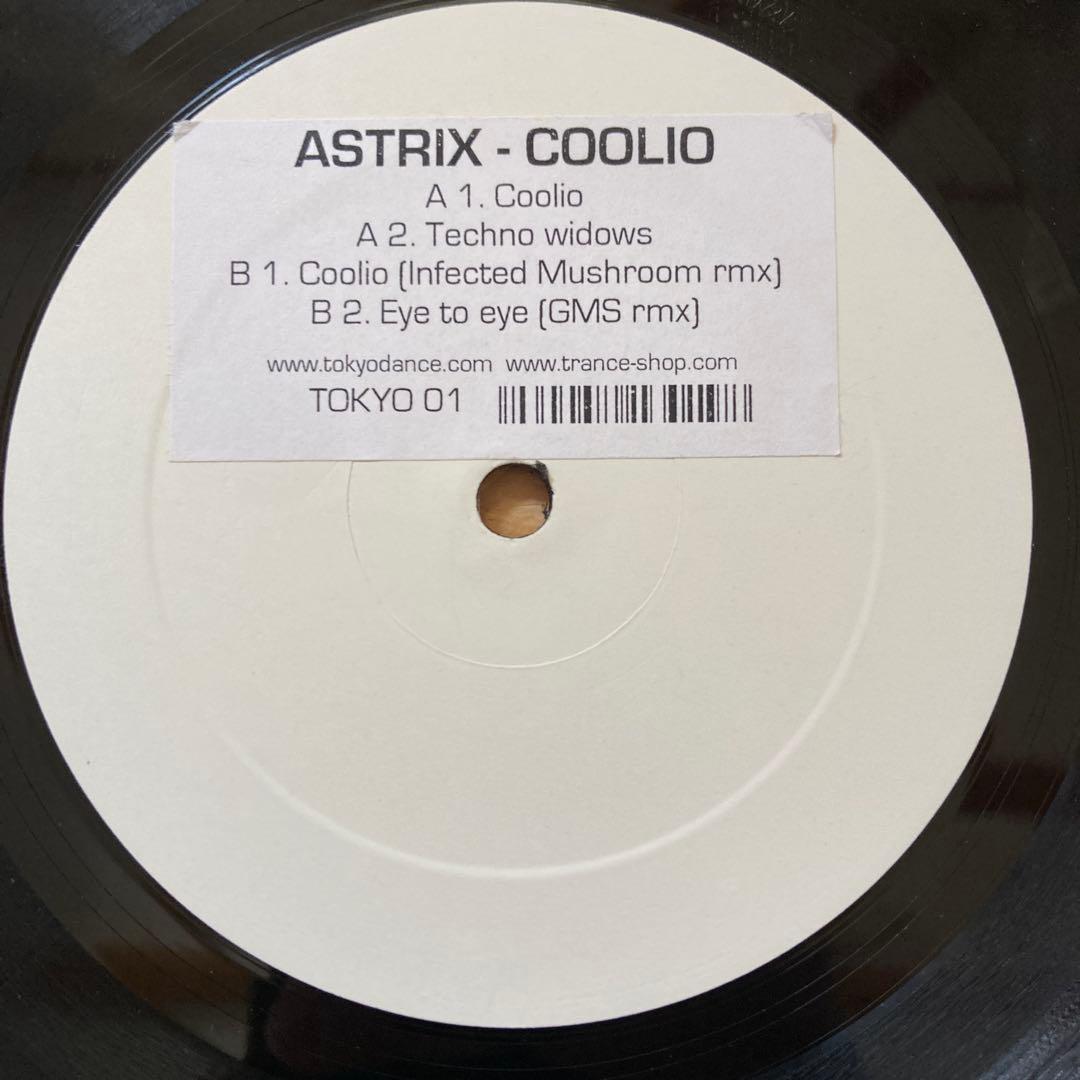 ASTRIX - COOLIO
A 1. Coolio
A 2. Techno widows
B 1. Coolio (Infected Mushroom rmx)
B 2. Eye to eye (GMS rmx)
www.tokyodance.com www.trance-shop.com
TOKYO 01